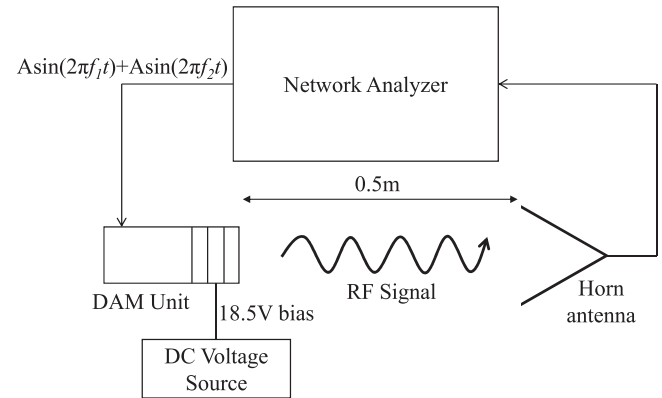 Asin(2πf₁t)+Asin(2πf₂t)
Network Analyzer
0.5m
RF Signal
DAM Unit
Horn
antenna
18.5V bias
DC Voltage
Source